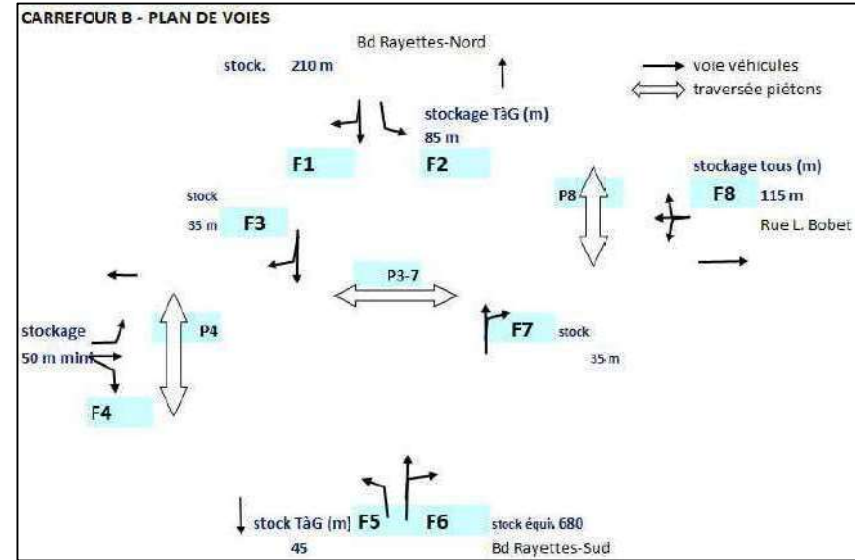 CARREFOUR B - PLAN DE VOIES
Bd Rayettes-Nord
stock. 210 m
voie véhicules
traversée piétons
stockage TàG (m)
85 m
F1
F2
stockage tous (m)
P8
F8 115 m
stock
35 m F3
Rue L. Bobet
P3-7
stockage
P4
50 m mini
F7 stock
35 m
F4
stock TàG (m) F5 F6 stock équi. 680
45
Bd Rayettes-Sud